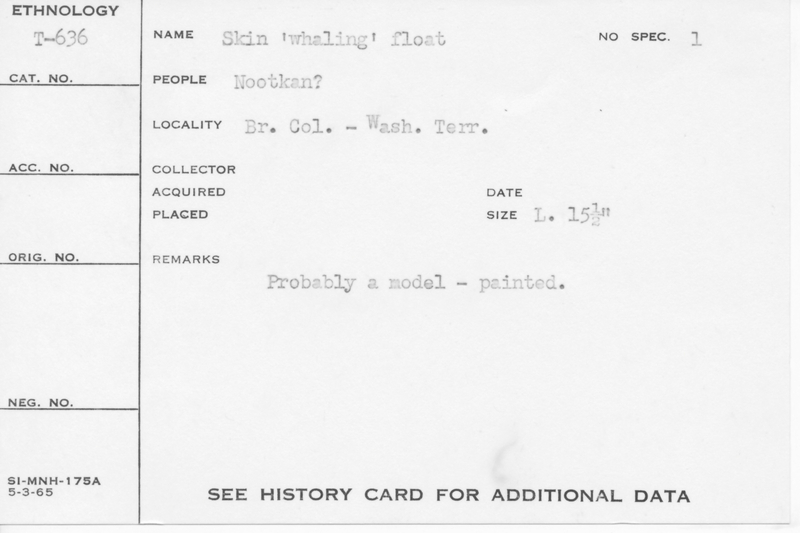 ETHNOLOGY
T-636
CAT. NO.
ACC. NO.
ORIG. NO.
NEG. NO.
SI-MNH-175A
5-3-65
NAME Skin 'whaling' float NO SPEC. 1
PEOPLE Nootkan?
LOCALITY Br. Col. - Wash. Terr.
COLLECTOR
ACQUIRED DATE
PLACED SIZE L. 15½"
REMARKS
Probably a model - painted.
SEE HISTORY CARD FOR ADDITIONAL DATA